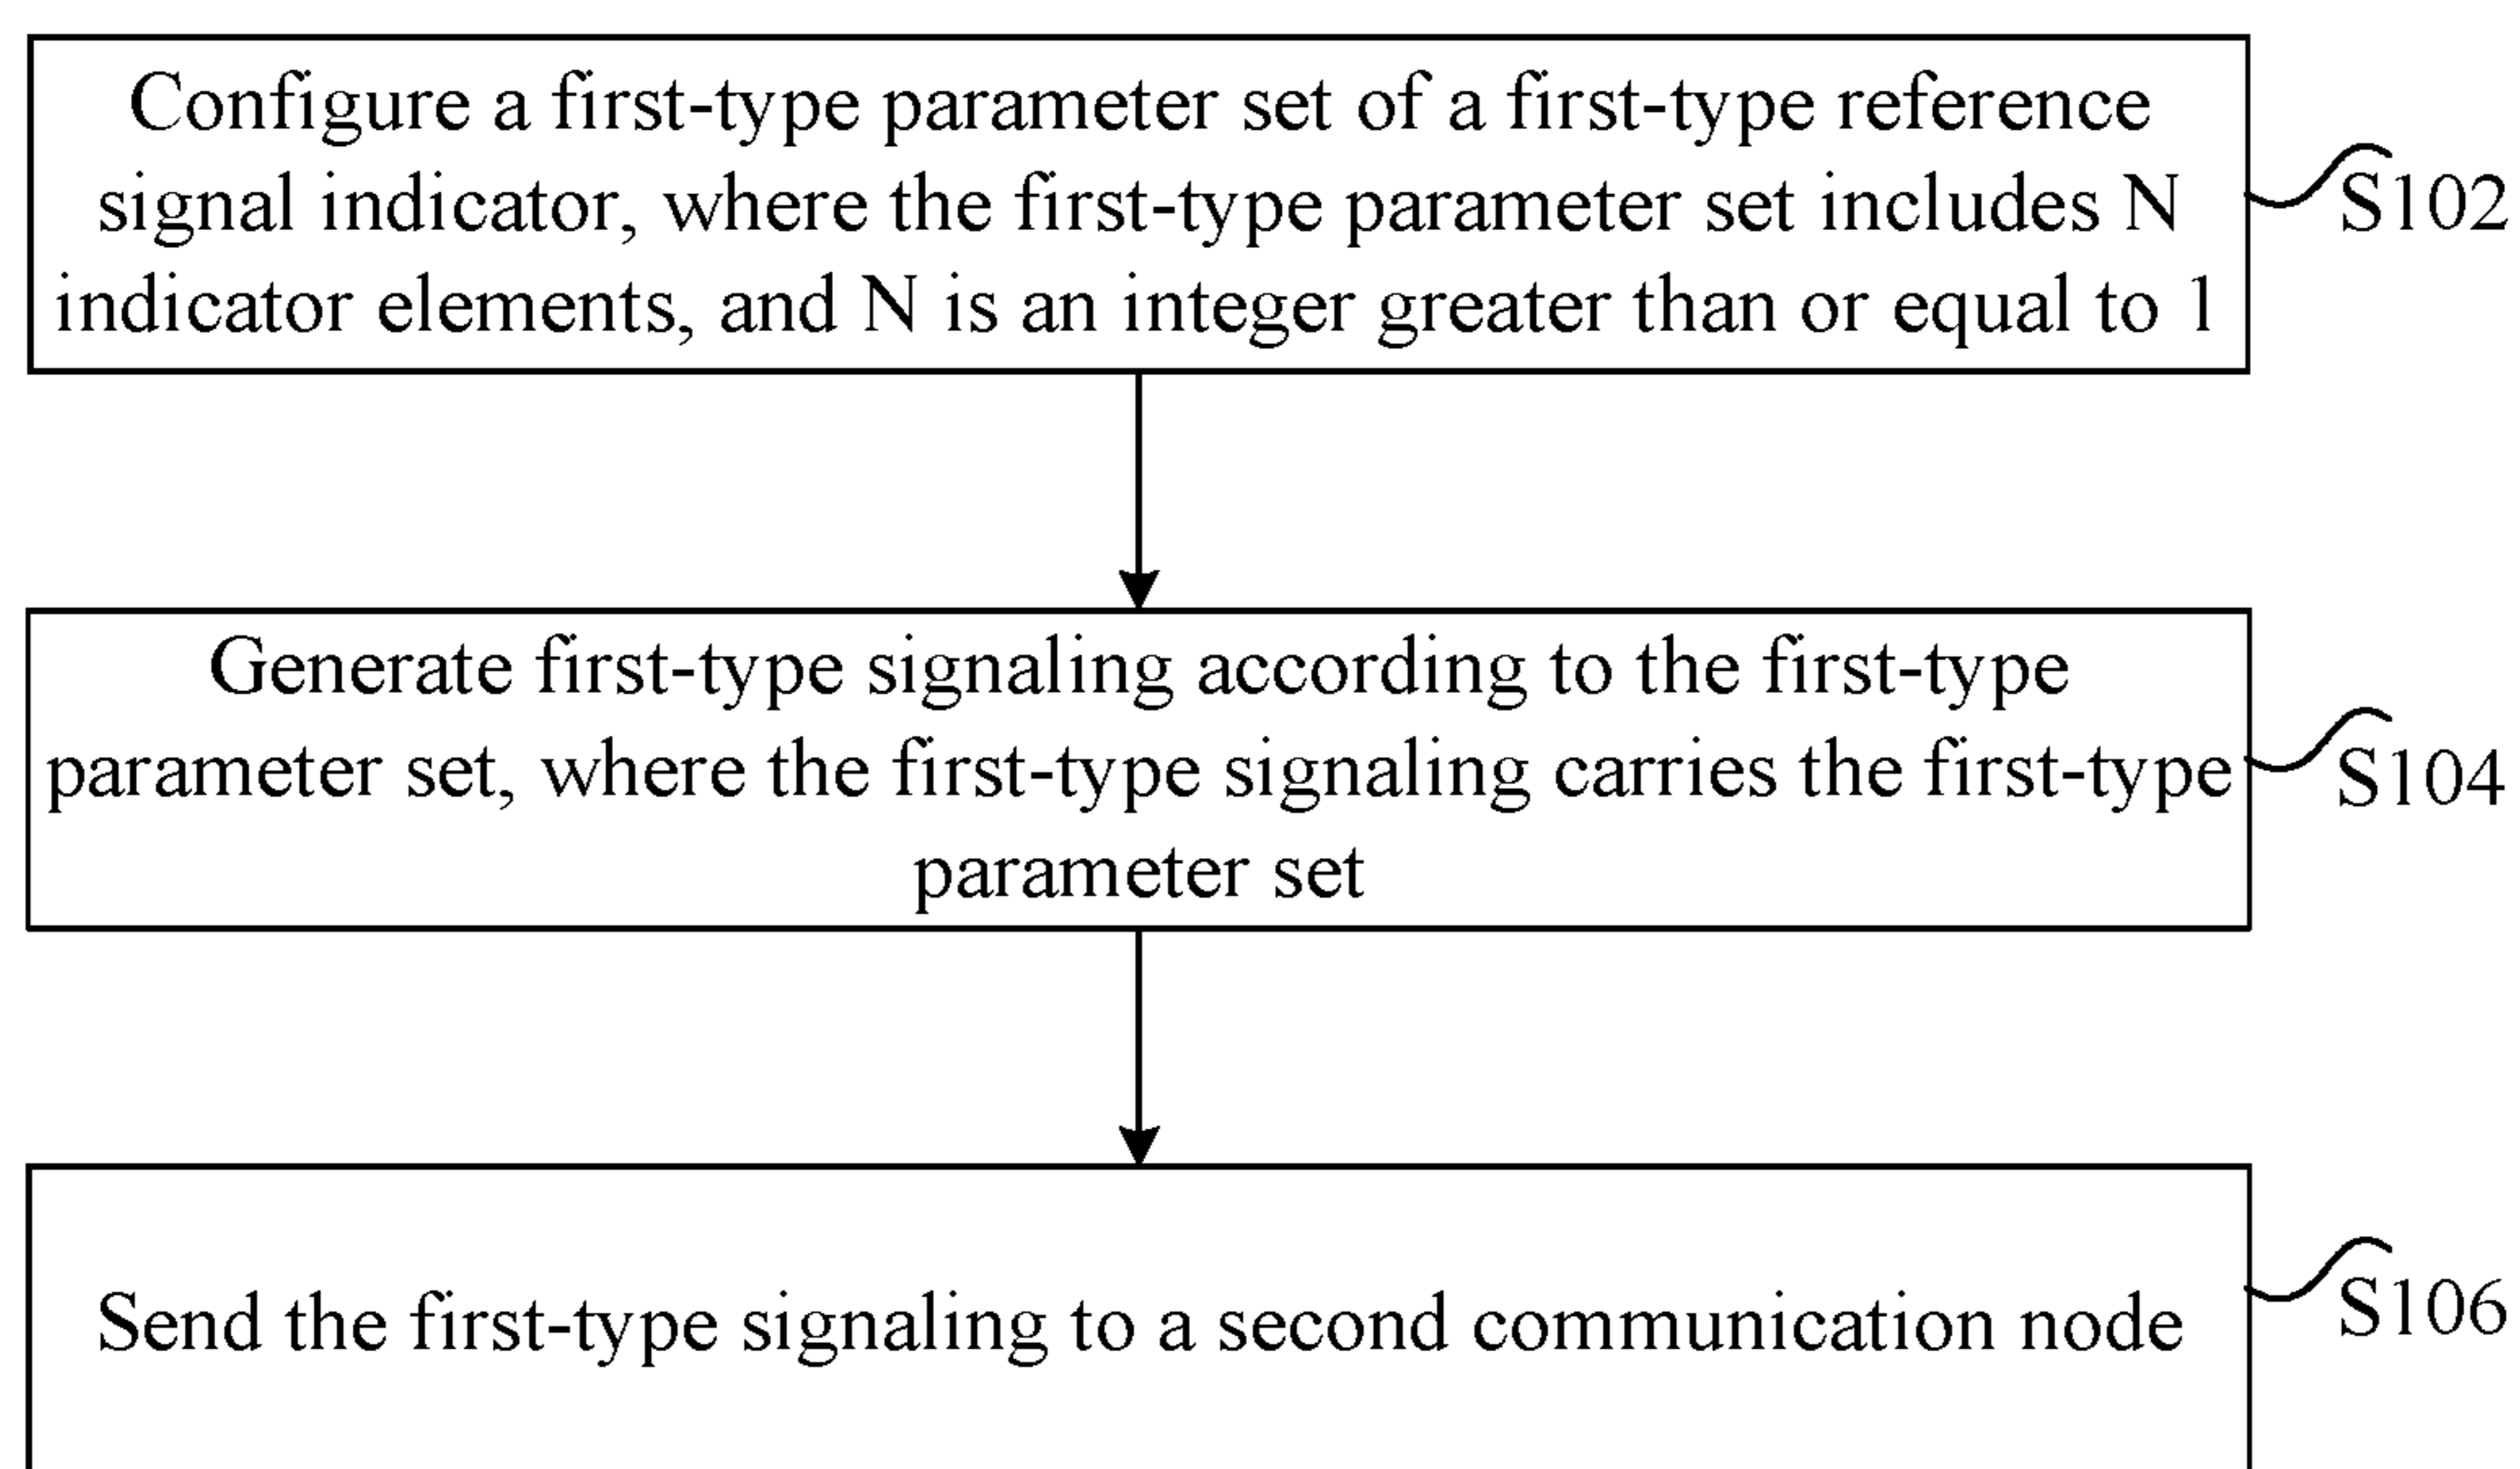 Configure a first-type parameter set of a first-type reference
signal indicator, where the first-type parameter set includes N
indicator elements, and N is an integer greater than or equal to 1
S102
Generate first-type signaling according to the first-type
parameter set, where the first-type signaling carries the first-type
parameter set
S104
Send the first-type signaling to a second communication node
S106